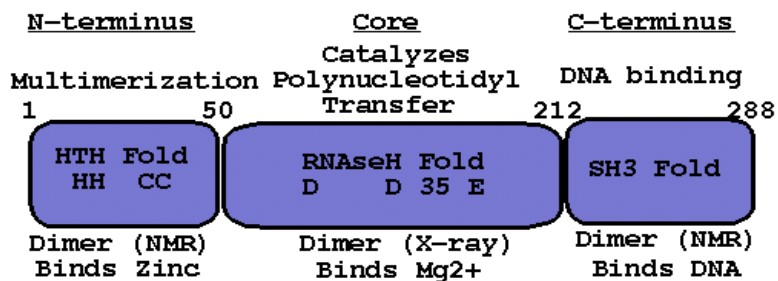 N-terminus Core C-terminus
Catalyzes
Multimerization Polynucleotidyl DNA binding
Transfer
1 50 212 288
HTH Fold RNAseH Fold SH3 Fold
HH CC D D 35 E
Dimer (NMR) Dimer (X-ray) Dimer (NMR)
Binds Zinc Binds Mg2+ Binds DNA